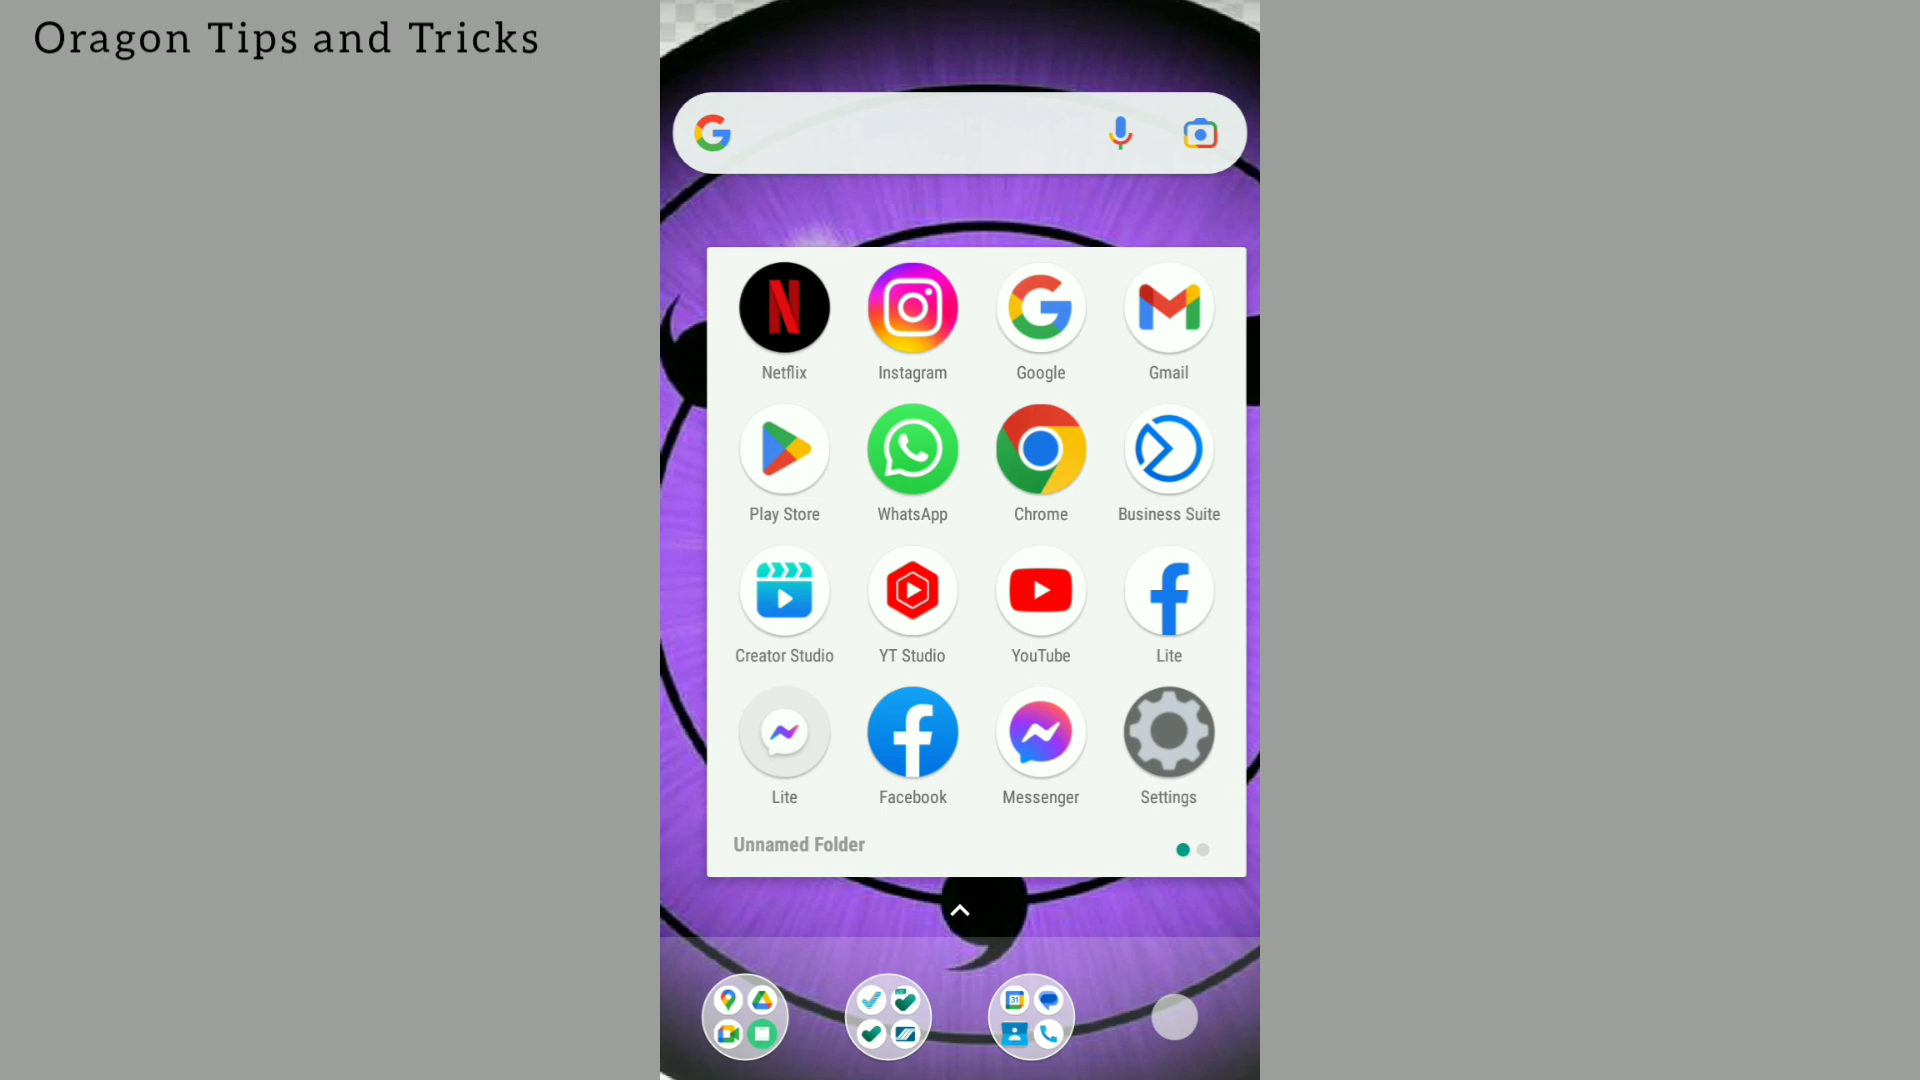 Oragon Tips and Tricks
Netflix
Instagram
Google
Gmail
Play Store
WhatsApp
Chrome
Business Suite
Creator Studio
YT Studio
YouTube
Lite
Lite
Facebook
Messenger
Settings
Unnamed Folder
31